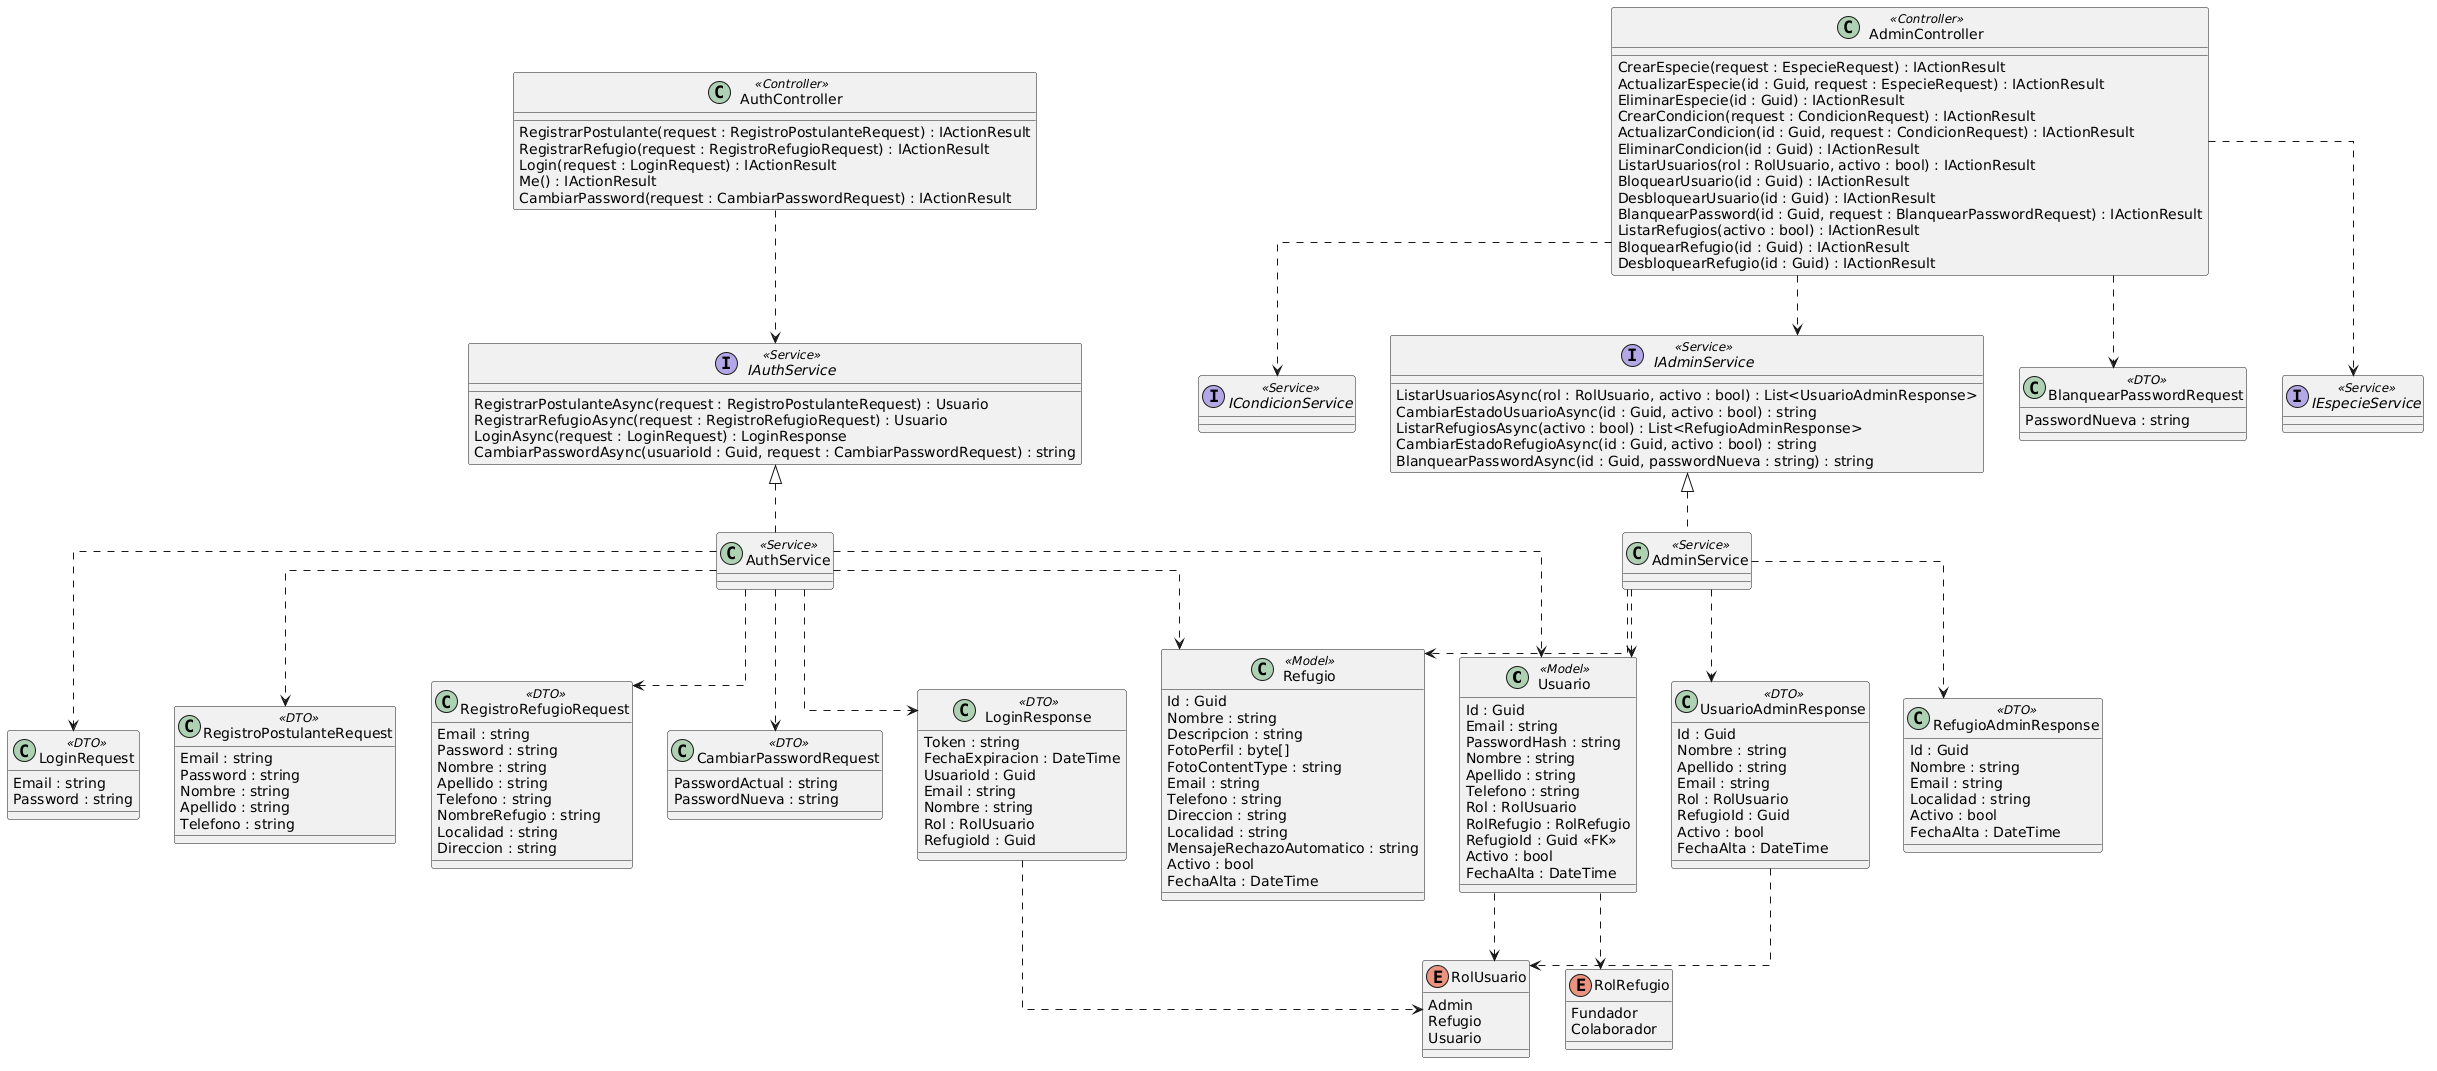 «Controller»
AdminController
CrearEspecie(request : EspecieRequest) : IActionResult
ActualizarEspecie(id : Guid, request : EspecieRequest) : IActionResult
EliminarEspecie(id : Guid) : IActionResult
CrearCondicion(request : CondicionRequest) : IActionResult
ActualizarCondicion(id : Guid, request : CondicionRequest) : IActionResult
EliminarCondicion(id : Guid) : IActionResult
ListarUsuarios(rol : RolUsuario, activo : bool) : IActionResult
BloquearUsuario(id : Guid) : IActionResult
DesbloquearUsuario(id : Guid) : IActionResult
BlanquearPassword(id : Guid, request : BlanquearPasswordRequest) : IActionResult
ListarRefugios(activo : bool) : IActionResult
BloquearRefugio(id : Guid) : IActionResult
DesbloquearRefugio(id : Guid) : IActionResult
«Controller»
AuthController
RegistrarPostulante(request : RegistroPostulanteRequest) : IActionResult
RegistrarRefugio(request : RegistroRefugioRequest) : IActionResult
Login(request : LoginRequest) : IActionResult
Me() : IActionResult
CambiarPassword(request : CambiarPasswordRequest) : IActionResult
«Service»
IAuthService
RegistrarPostulanteAsync(request : RegistroPostulanteRequest) : Usuario
RegistrarRefugioAsync(request : RegistroRefugioRequest) : Usuario
LoginAsync(request : LoginRequest) : LoginResponse
CambiarPasswordAsync(usuarioId : Guid, request : CambiarPasswordRequest) : string
«Service»
ICondicionService
«Service»
IAdminService
ListarUsuariosAsync(rol : RolUsuario, activo : bool) : List<UsuarioAdminResponse>
CambiarEstadoUsuarioAsync(id : Guid, activo : bool) : string
ListarRefugiosAsync(activo : bool) : List<RefugioAdminResponse>
CambiarEstadoRefugioAsync(id : Guid, activo : bool) : string
BlanquearPasswordAsync(id : Guid, passwordNueva : string) : string
«DTO»
BlanquearPasswordRequest
PasswordNueva : string
«Service»
IEspecieService
«Service»
AuthService
«Service»
AdminService
«DTO»
LoginRequest
Email : string
Password : string
«DTO»
RegistroPostulanteRequest
Email : string
Password : string
Nombre : string
Apellido : string
Telefono : string
«DTO»
RegistroRefugioRequest
Email : string
Password : string
Nombre : string
Apellido : string
Telefono : string
NombreRefugio : string
Localidad : string
Direccion : string
«DTO»
CambiarPasswordRequest
PasswordActual : string
PasswordNueva : string
«DTO»
LoginResponse
Token : string
FechaExpiracion : DateTime
UsuarioId : Guid
Email : string
Nombre : string
Rol : RolUsuario
RefugioId : Guid
«Model»
Refugio
Id : Guid
Nombre : string
Descripcion : string
FotoPerfil : byte[]
FotoContentType : string
Email : string
Telefono : string
Direccion : string
Localidad : string
MensajeRechazoAutomatico : string
Activo : bool
FechaAlta : DateTime
«Model»
Usuario
Id : Guid
Email : string
PasswordHash : string
Nombre : string
Apellido : string
Telefono : string
Rol : RolUsuario
RolRefugio : RolRefugio
RefugioId : Guid «FK»
Activo : bool
FechaAlta : DateTime
«DTO»
UsuarioAdminResponse
Id : Guid
Nombre : string
Apellido : string
Email : string
Rol : RolUsuario
RefugioId : Guid
Activo : bool
FechaAlta : DateTime
«DTO»
RefugioAdminResponse
Id : Guid
Nombre : string
Email : string
Localidad : string
Activo : bool
FechaAlta : DateTime
RolUsuario
Admin
Refugio
Usuario
RolRefugio
Fundador
Colaborador